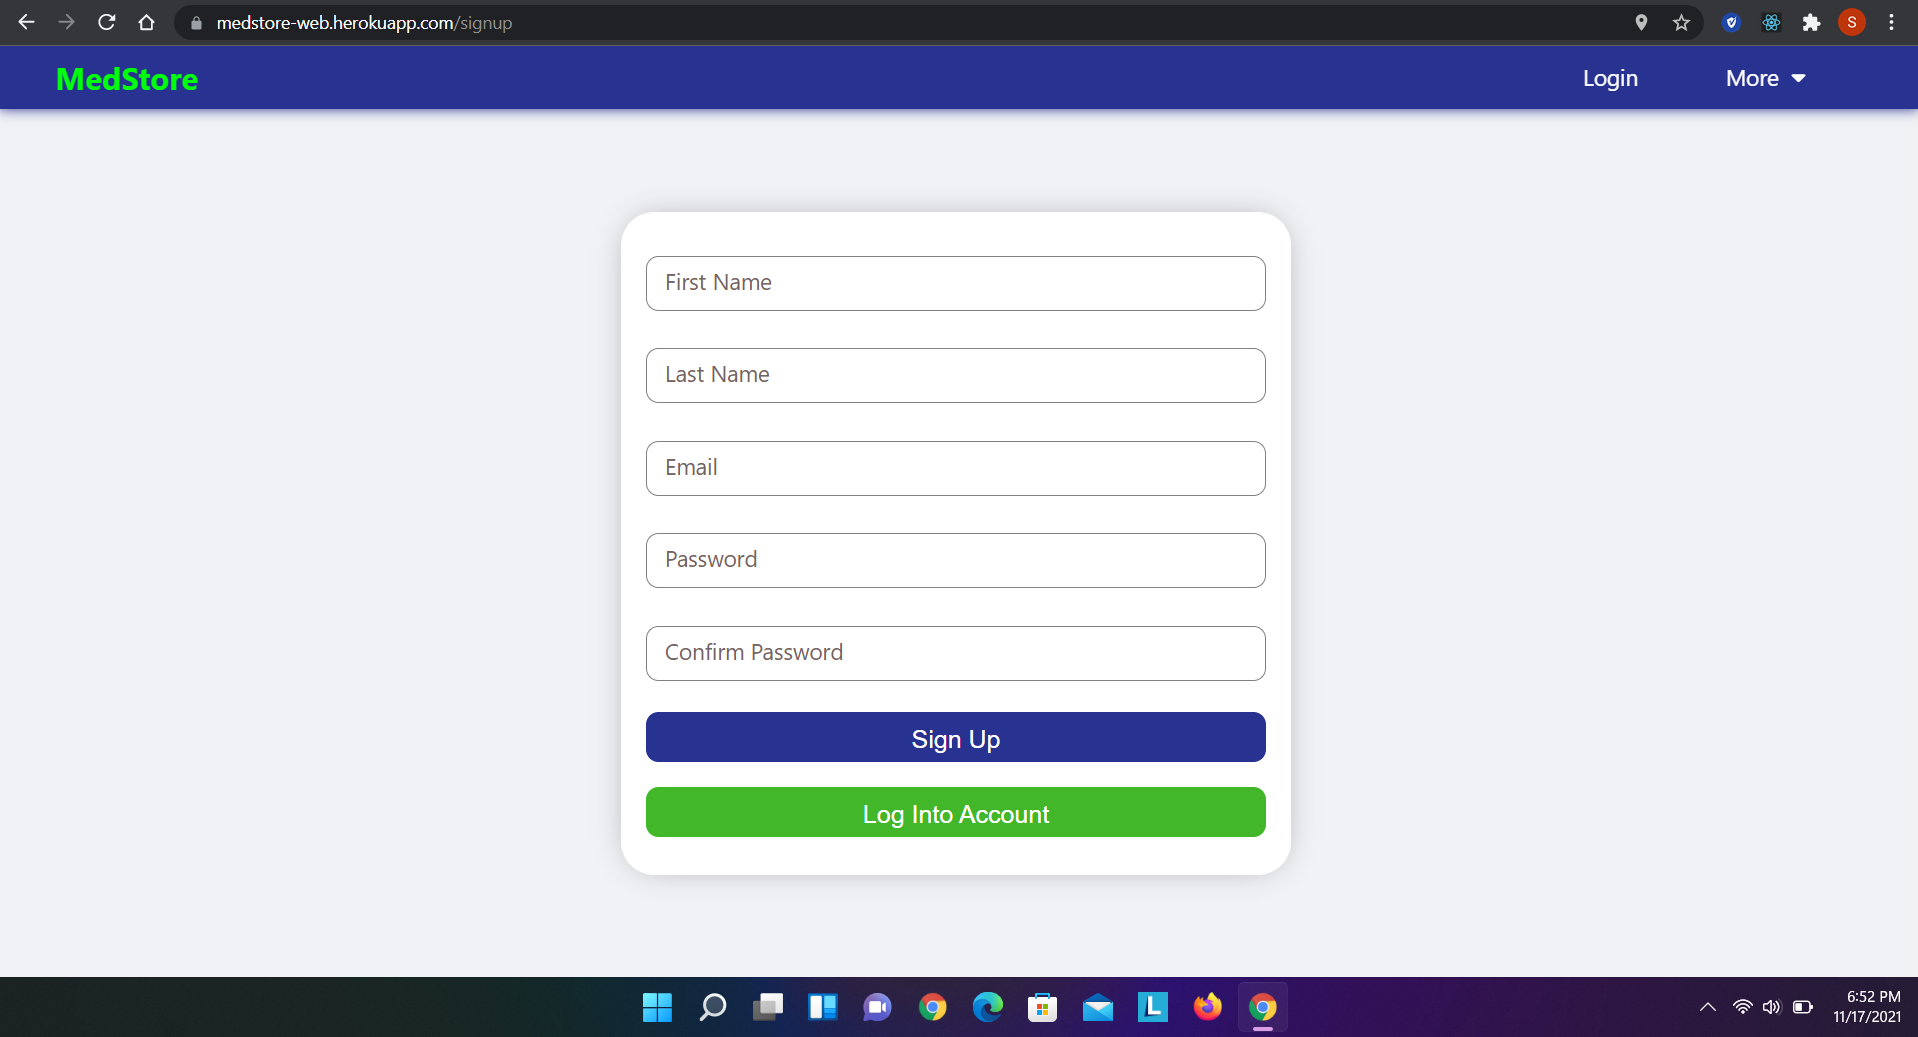 medstore-web.herokuapp.com/signup
S
MedStore
Login
More
First Name
Last Name
Email
Password
Confirm Password
Sign Up
Log Into Account
L
6:52 PM
11/17/2021